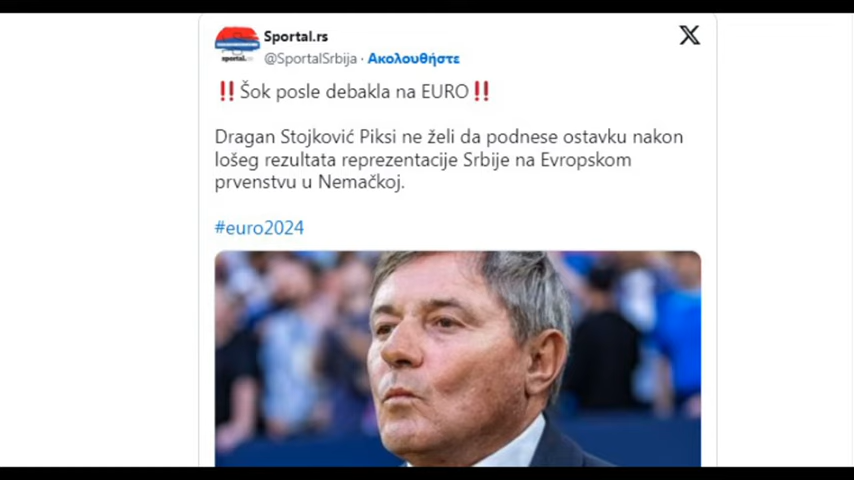 Sportal.rs
@SportalSrbija · Ακολουθήστε
‼️Šok posle debakla na EURO‼️
Dragan Stojković Piksi ne želi da podnese ostavku nakon
lošeg rezultata reprezentacije Srbije na Evropskom
prvenstvu u Nemačkoj.
#euro2024